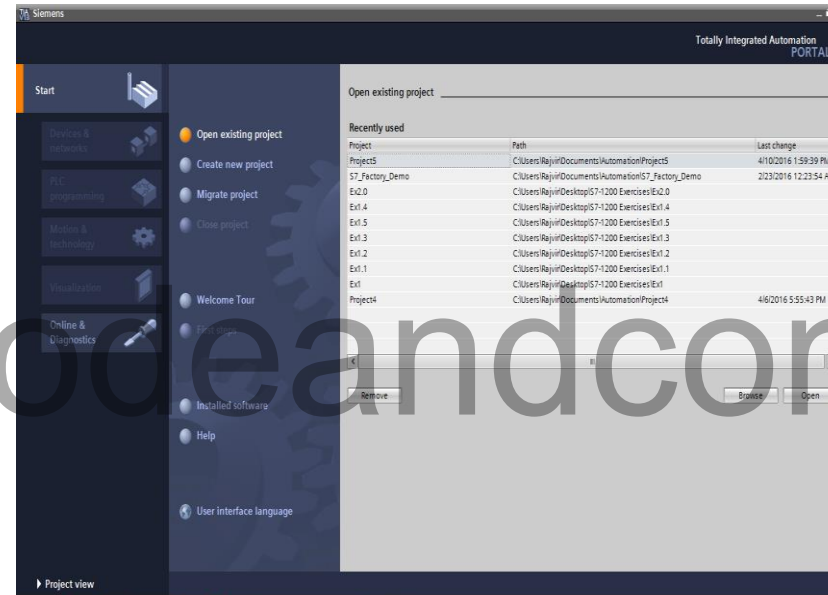 Siemens
Totally Integrated Automation
PORTAL
Start
Devices &
networks
PLC
programming
Motion &
technology
Visualization
Online &
Diagnostics
Open existing project
Create new project
Migrate project
Close project
Welcome Tour
First steps
Installed software
Help
User interface language
Open existing project
Recently used
Project Path Last change
Project5 C:\Users\Rajvir\Documents\Automation\Project5 4/10/2016 1:59:39 PM
S7_Factory_Demo C:\Users\Rajvir\Documents\Automation\S7_Factory_Demo 2/23/2016 12:23:54 A
Ex2.0 C:\Users\Rajvir\Desktop\S7-1200 Exercises\Ex2.0
Ex1.4 C:\Users\Rajvir\Desktop\S7-1200 Exercises\Ex1.4
Ex1.5 C:\Users\Rajvir\Desktop\S7-1200 Exercises\Ex1.5
Ex1.3 C:\Users\Rajvir\Desktop\S7-1200 Exercises\Ex1.3
Ex1.2 C:\Users\Rajvir\Desktop\S7-1200 Exercises\Ex1.2
Ex1.1 C:\Users\Rajvir\Desktop\S7-1200 Exercises\Ex1.1
Ex1 C:\Users\Rajvir\Desktop\S7-1200 Exercises\Ex1
Project4 C:\Users\Rajvir\Documents\Automation\Project4 4/6/2016 5:55:43 PM
Remove Browse Open
odeandcor
Project view